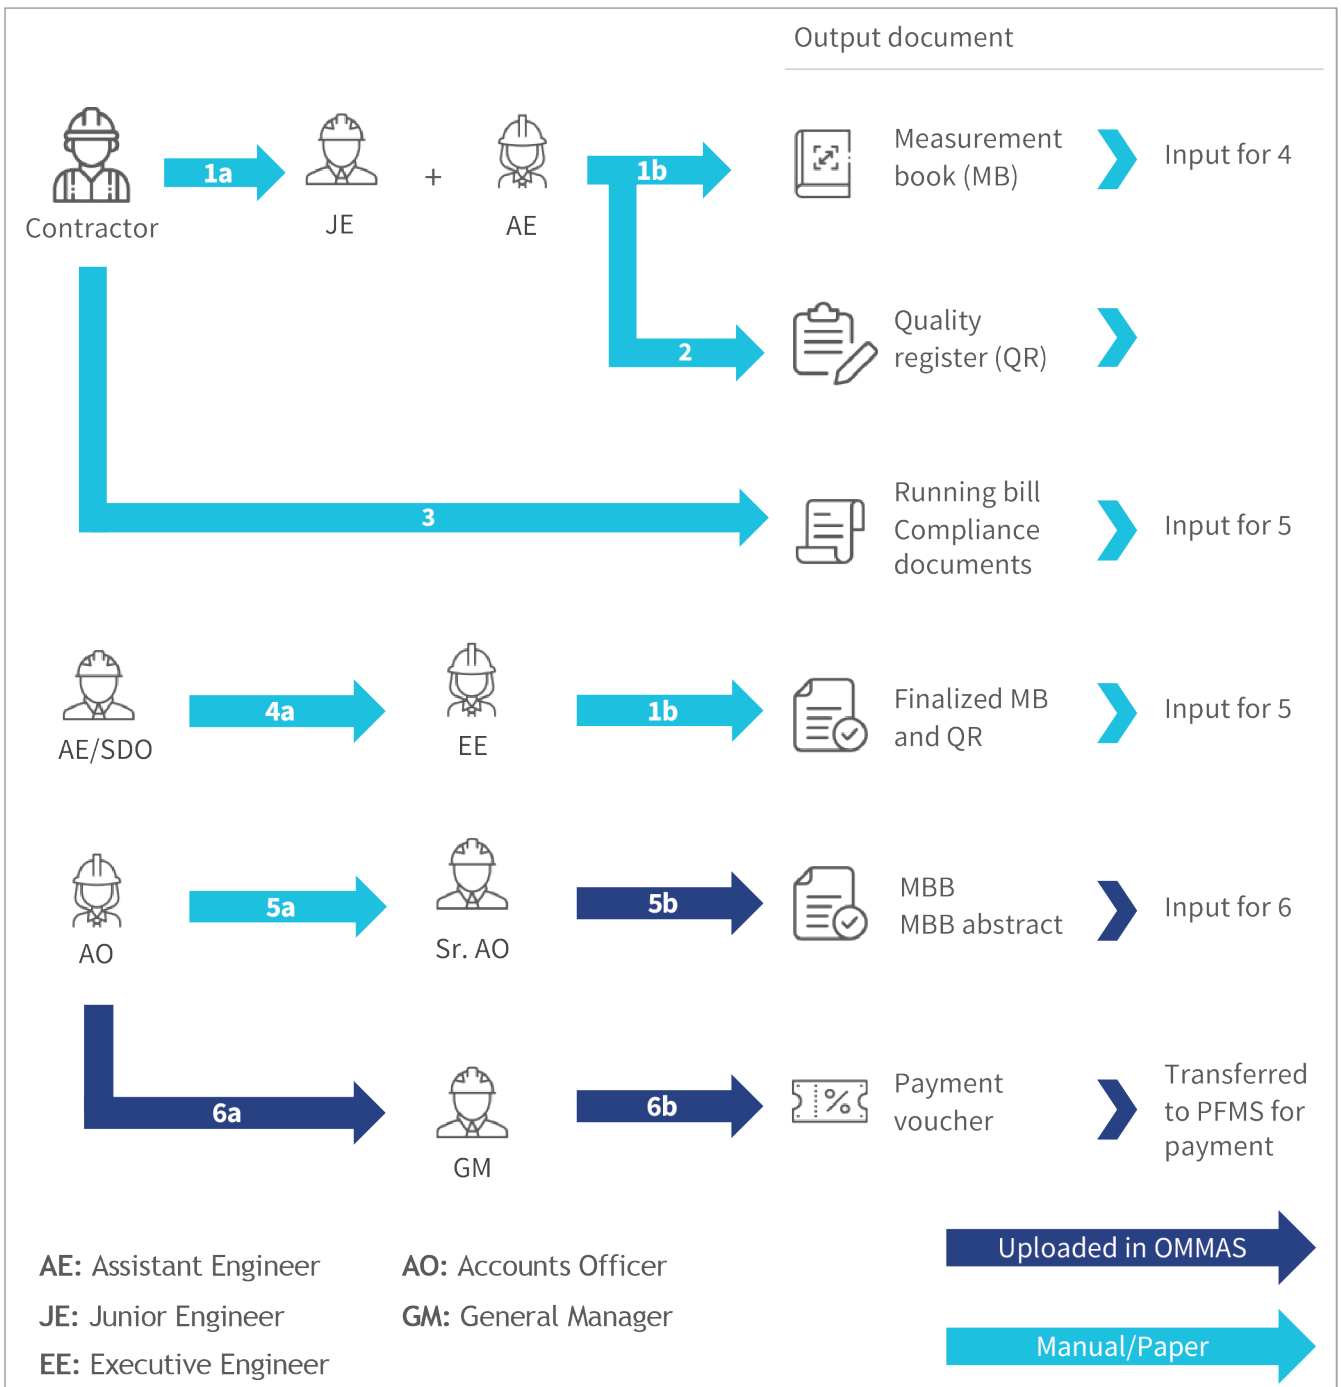 Output document
1a
+
1b
Contractor
JE
AE
Measurement
book (MB)
Input for 4
2
Quality
register (QR)
3
Running bill
Compliance
documents
Input for 5
AE/SDO
4a
EE
1b
Finalized MB
and QR
Input for 5
AO
5a
Sr. AO
5b
MBB
MBB abstract
Input for 6
6a
GM
6b
Payment
voucher
Transferred
to PFMS for
payment
AE: Assistant Engineer
JE: Junior Engineer
EE: Executive Engineer
AO: Accounts Officer
GM: General Manager
Uploaded in OMMAS
Manual/Paper